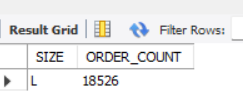 Result Grid Filter Rows:
SIZE ORDER_COUNT
L 18526